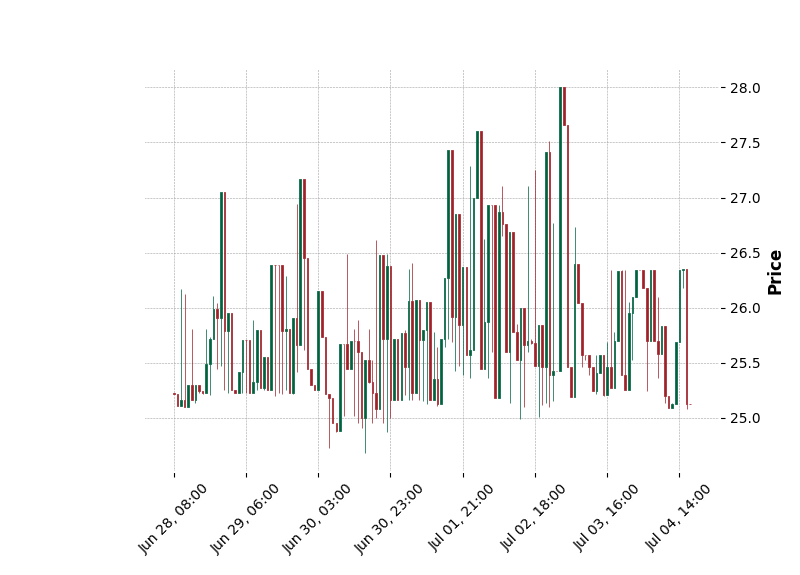 28.0
27.5
27.0
26.5
26.0
25.5
25.0
Price
Jun 28, 08:00
Jun 29, 06:00
Jun 30, 03:00
Jun 30, 23:00
Jul 01, 21:00
Jul 02, 18:00
Jul 03, 16:00
Jul 04, 14:00